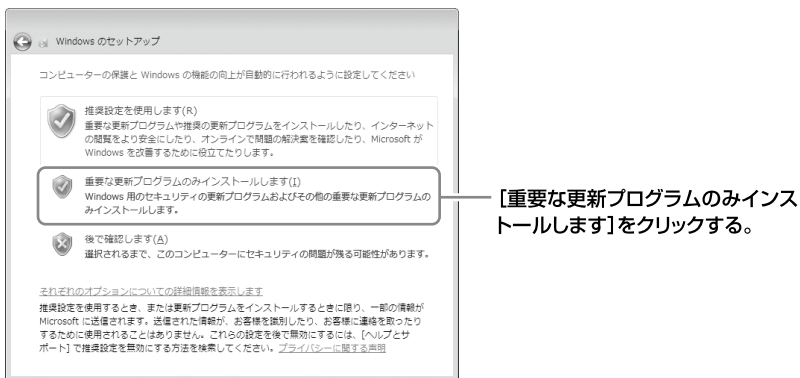 Windows のセットアップ
コンピューターの保護と Windows の機能の向上が自動的に行われるように設定してください
推奨設定を使用します(R)
重要な更新プログラムや推奨の更新プログラムをインストールしたり、インターネット
の閲覧をより安全にしたり、オンラインで問題の解決策を確認したり、Microsoft が
Windows を改善するために役立てたりします。
重要な更新プログラムのみインストールします(I)
Windows 用のセキュリティの更新プログラムおよびその他の重要な更新プログラムの
みインストールします。
[重要な更新プログラムのみインス
トールします]をクリックする。
後で確認します(A)
選択されるまで、このコンピューターにセキュリティの問題が残る可能性があります。
それぞれのオプションについての詳細情報を表示します
推奨設定を使用するとき、または更新プログラムをインストールするときに限り、一部の情報が
Microsoft に送信されます。送信された情報が、お客様を識別したり、お客様に連絡を取ったり
するために使用されることはありません。これらの設定を後で無効にするには、[ヘルプとサ
ポート] で推奨設定を無効にする方法を検索してください。プライバシーに関する声明